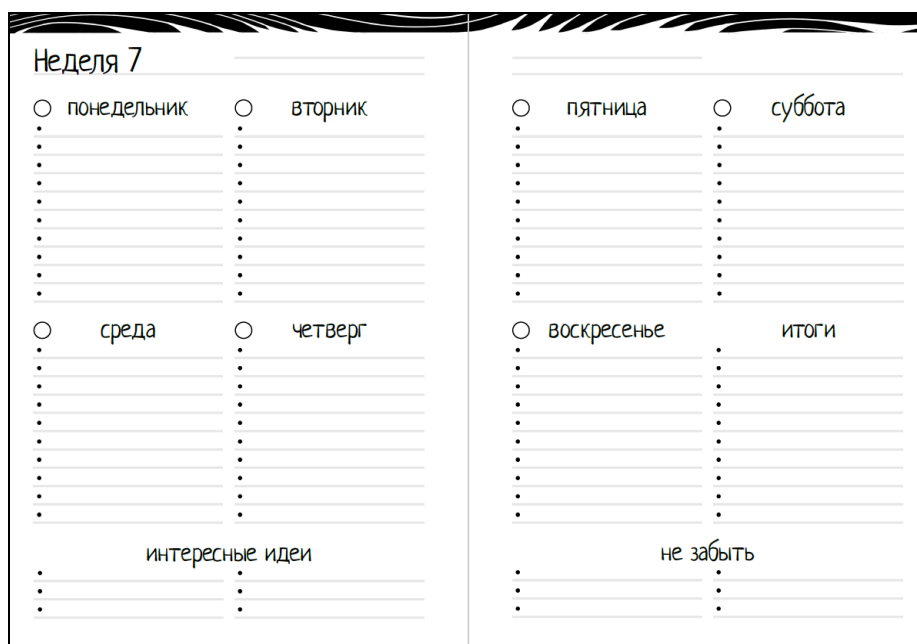 Неделя 7
понедельник
вторник
среда
четверг
интересные идеи
пятница
суббота
воскресенье
итоги
не забыть